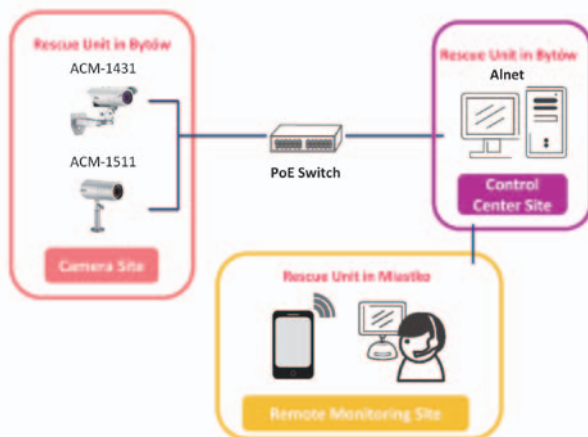 Rescue Unit in Bytów
ACM-1431
ACM-1511
Camera Site
PoE Switch
Rescue Unit in Bytów
Alnet
Control
Center Site
Rescue Unit in Miastko
Remote Monitoring Site